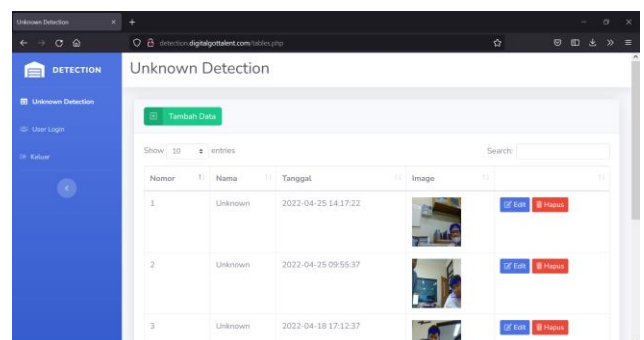 Unknown Detection
detection.digitalgottalent.com/tables.php
DETECTION
Unknown Detection
Unknown Detection
User Login
Keluar
Tambah Data
Show 10 entries
Search:
Nomor Nama Tanggal Image
1 Unknown 2022-04-25 14:17:22 Edit Hapus
2 Unknown 2022-04-25 09:55:37 Edit Hapus
3 Unknown 2022-04-18 17:12:37 Edit Hapus